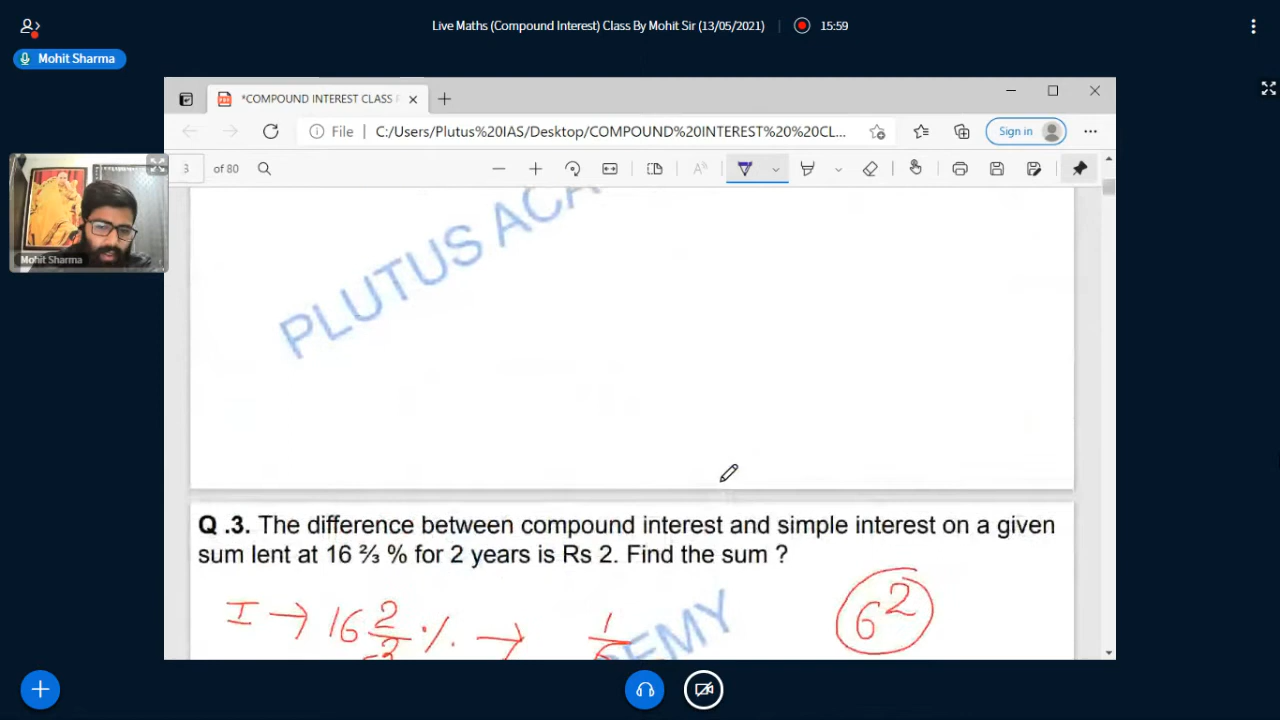 Live Maths (Compound Interest) Class By Mohit Sir (13/05/2021)
15:59
Mohit Sharma
*COMPOUND INTEREST CLASS
File
C:/Users/Plutus%20IAS/Desktop/COMPOUND%20INTEREST%20%20CL...
Sign in
3 of 80
Mohit Sharma
PLUTUS ACA
Q .3. The difference between compound interest and simple interest on a given
sum lent at 16 ⅔ % for 2 years is Rs 2. Find the sum ?
I → 16 2/3 % → 1/6
6²
EMY